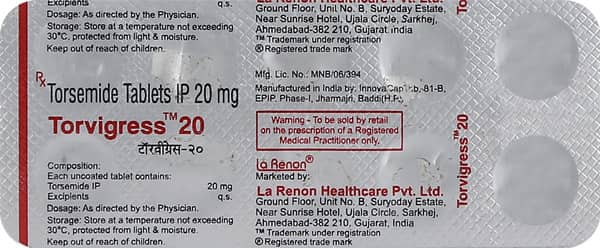 Excipients q.s.
Dosage: As directed by the Physician.
Storage: Store at a temperature not exceeding
30°C, protected from light & moisture.
Keep out of reach of children.
La Renon Healthcare Pvt. Ltd.
Ground Floor, Unit No. B, Suryoday Estate,
Near Sunrise Hotel, Ujala Circle, Sarkhej,
Ahmedabad-382 210, Gujarat, India
™ Trademark under registration
® Registered trade mark
Rx
Torsemide Tablets IP 20 mg
Torvigress™ 20
टॉरवीग्रेस-२०
Mfg. Lic. No.: MNB/06/394
Manufactured in India by: 81-B,
EPIP, Phase-I, Jharmajri, Baddi(H.P.)
Warning - To be sold by retail
on the prescription of a Registered
Medical Practitioner only.
Composition:
Each uncoated tablet contains:
Torsemide IP 20 mg
Excipients q.s.
Dosage: As directed by the Physician.
Storage: Store at a temperature not exceeding
30°C, protected from light & moisture.
Keep out of reach of children.
La Renon®
Marketed by:
La Renon Healthcare Pvt. Ltd.
Ground Floor, Unit No. B, Suryoday Estate,
Near Sunrise Hotel, Ujala Circle, Sarkhej,
Ahmedabad-382 210, Gujarat, India
™ Trademark under registration
® Registered trade mark
Torvigress™ 20
Torvigress™ 20